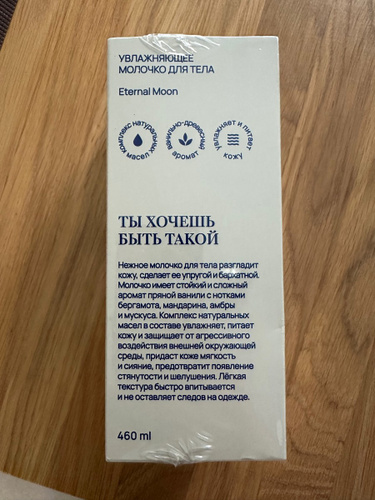 УВЛАЖНЯЮЩЕЕ
МОЛОЧКО ДЛЯ ТЕЛА
Eternal Moon
комплекс натуральных масел
ванильно-древесный аромат
увлажняет и питает кожу
ТЫ ХОЧЕШЬ
БЫТЬ ТАКОЙ
Нежное молочко для тела разгладит
кожу, сделает ее упругой и бархатной.
Молочко имеет стойкий и сложный
аромат пряной ванили с нотками
бергамота, мандарина, амбры
и мускуса. Комплекс натуральных
масел в составе увлажняет, питает
кожу и защищает от агрессивного
воздействия внешней окружающей
среды, придаст коже мягкость
и сияние, предотвратит появление
стянутости и шелушения. Лёгкая
текстура быстро впитывается
и не оставляет следов на одежде.
460 ml